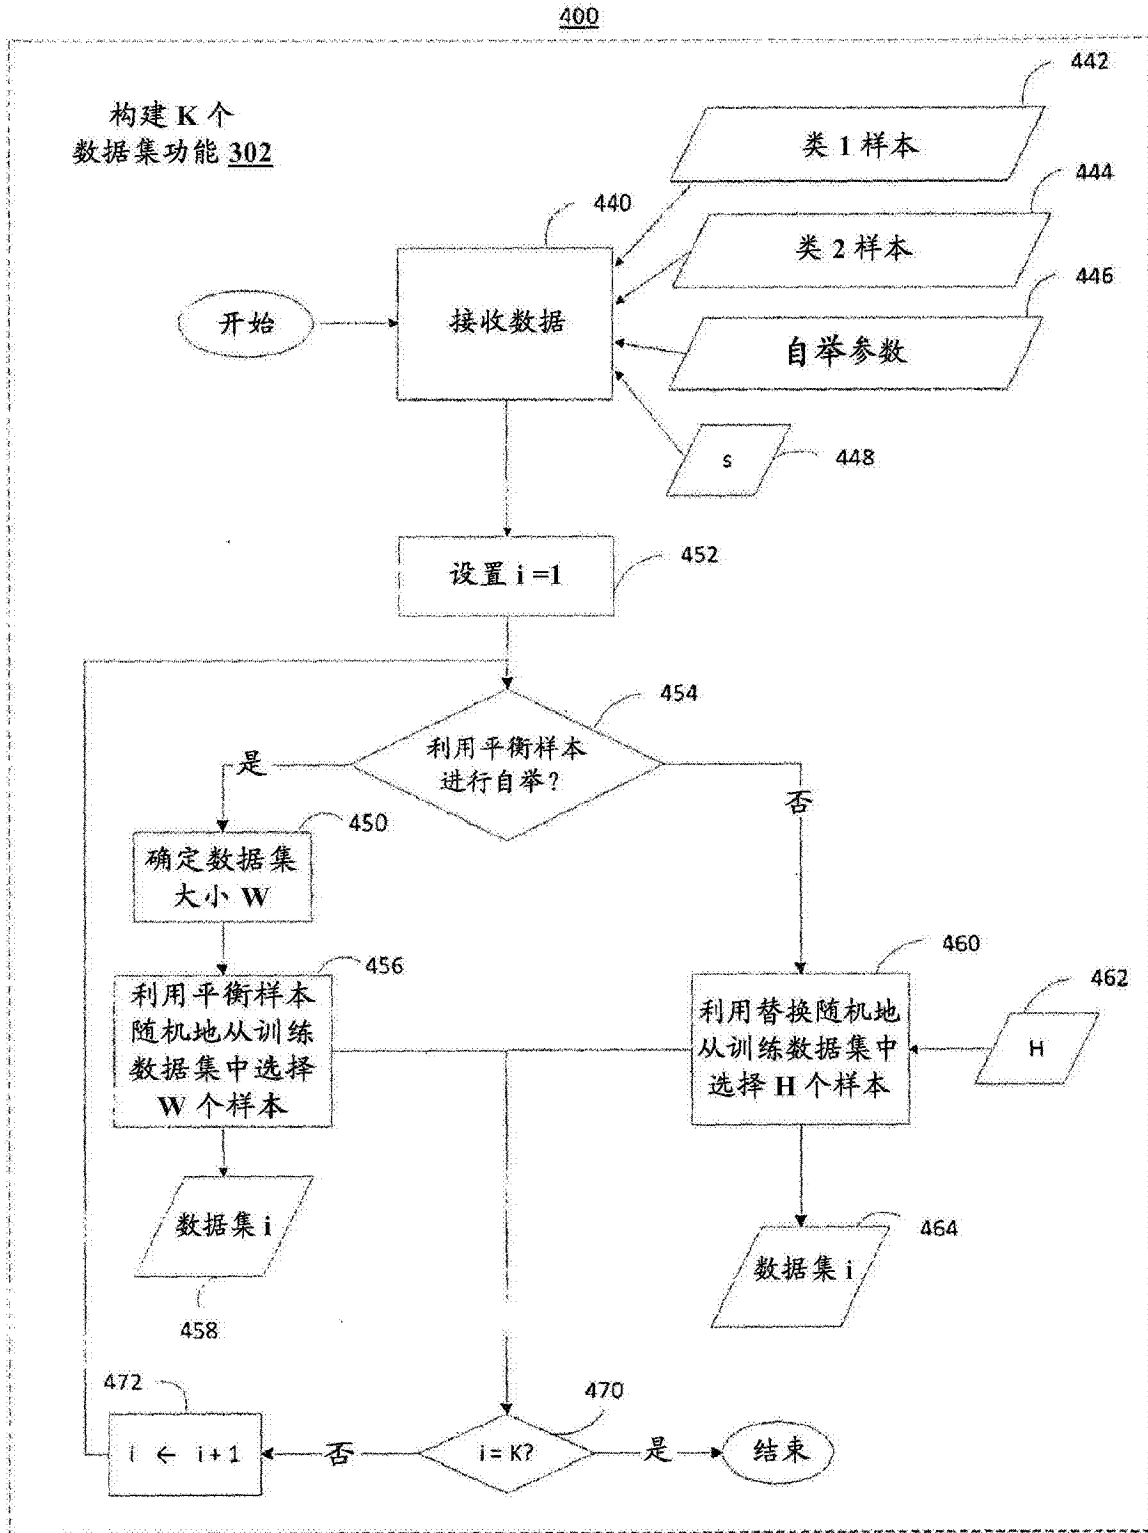 400
构建 K 个
数据集功能 302
442
类 1 样本
444
类 2 样本
446
自举参数
s
448
440
接收数据
开始
设置 i =1
452
454
利用平衡样本
进行自举?
是
否
450
确定数据集
大小 W
456
利用平衡样本
随机地从训练
数据集中选择
W 个样本
460
利用替换随机地
从训练数据集中
选择 H 个样本
462
H
数据集 i
458
数据集 i
464
472
i ← i + 1
否
470
i = K?
是
结束